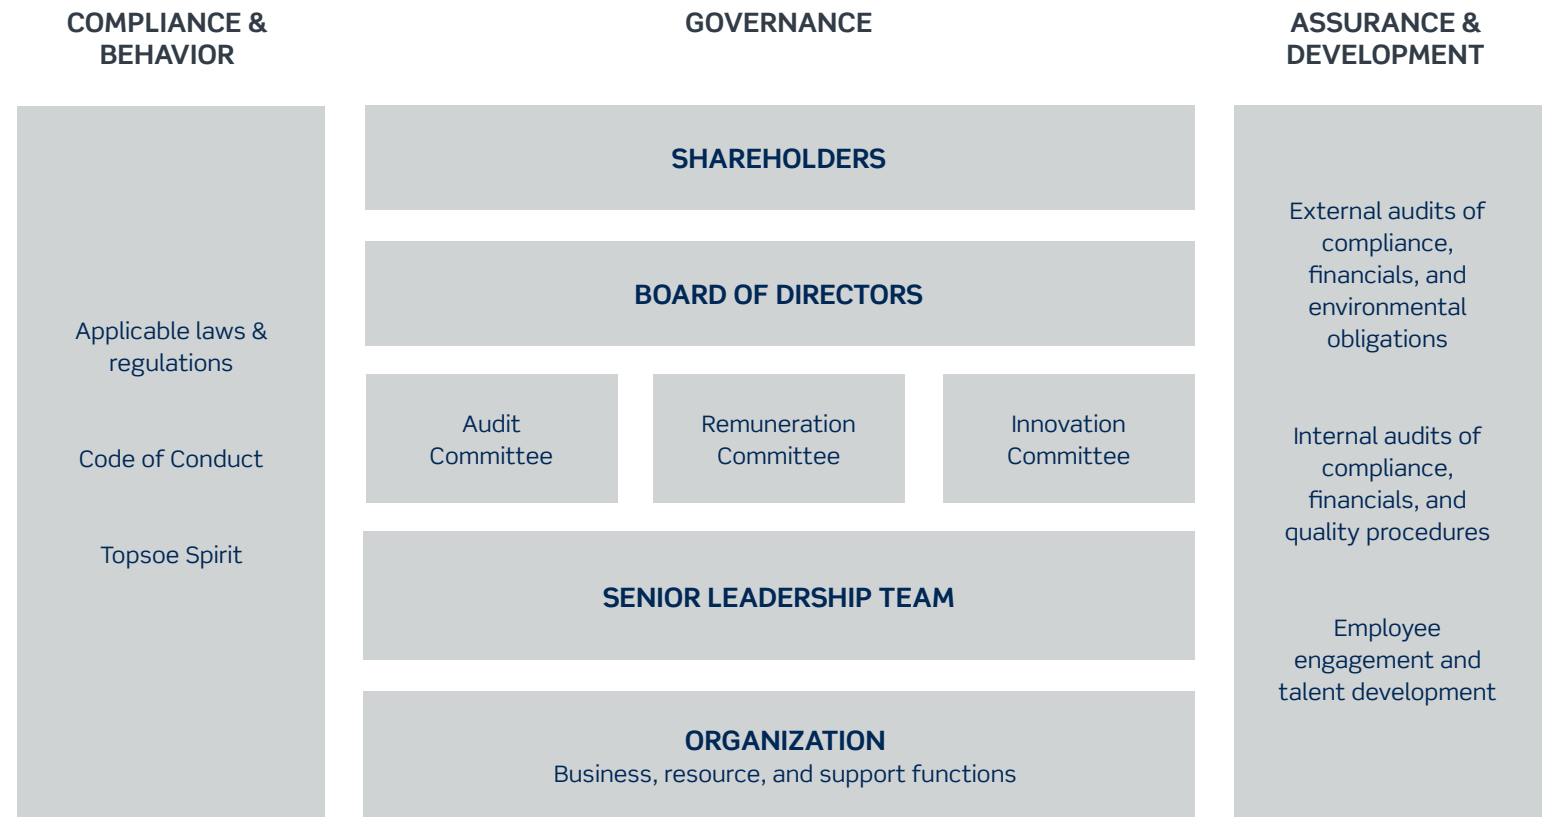 COMPLIANCE &
BEHAVIOR
Applicable laws &
regulations
Code of Conduct
Topsoe Spirit
GOVERNANCE
SHAREHOLDERS
BOARD OF DIRECTORS
Audit
Committee
Remuneration
Committee
Innovation
Committee
SENIOR LEADERSHIP TEAM
ORGANIZATION
Business, resource, and support functions
ASSURANCE &
DEVELOPMENT
External audits of
compliance,
financials, and
environmental
obligations
Internal audits of
compliance,
financials, and
quality procedures
Employee
engagement and
talent development